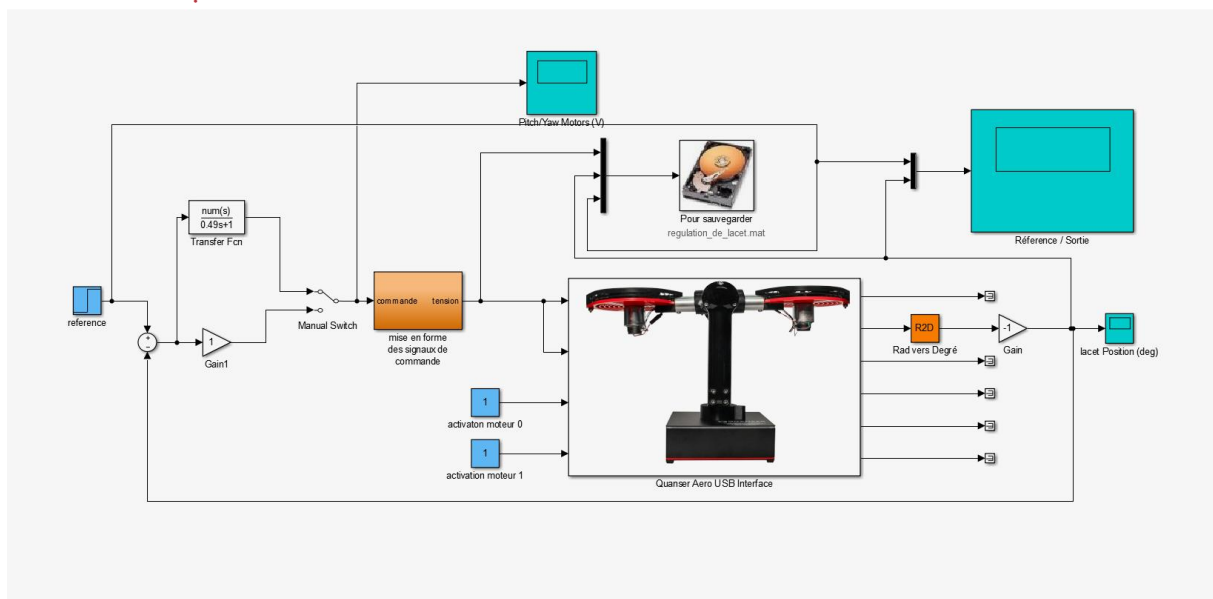 Pitch/Yaw Motors (V)
Pour sauvegarder
regulation_de_lacet.mat
Réference / Sortie
num(s)
0.49s+1
Transfer Fcn
reference
Manual Switch
commande
tension
mise en forme
des signaux de
commande
+
−
1
Gain1
R2D
Rad vers Degré
-1
Gain
lacet Position (deg)
1
activaton moteur 0
1
activation moteur 1
Quanser Aero USB Interface